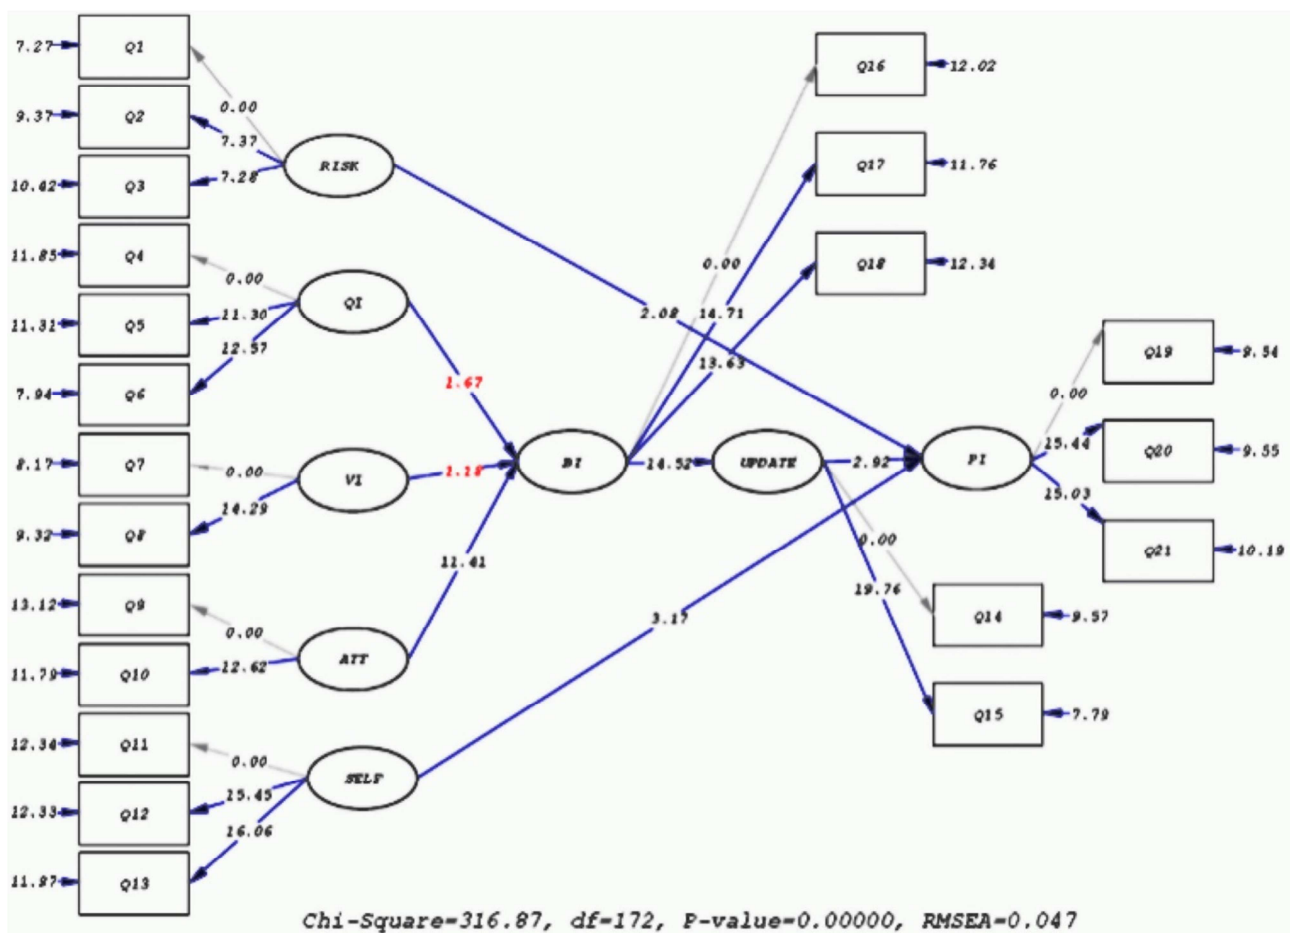 7.27 Q1
Q16 12.02
0.00
9.37 Q2
7.37
Q17 11.76
RISK
7.28
10.42 Q3
11.85 Q4
Q18 12.34
0.00
0.00
QI
11.30
2.08
14.71
11.31 Q5
12.57
13.63
Q19 9.54
1.67
7.94 Q6
0.00
15.44
Q20 9.55
8.17 Q7
0.00
VI
1.18
BI
14.52
UPDATE
2.92
PI
14.29
15.03
9.32 Q8
Q21 10.19
0.00
11.41
19.76
13.12 Q9
0.00
3.17
Q14 9.57
ATT
12.62
11.79 Q10
Q15 7.79
12.34 Q11
0.00
SELF
15.45
12.33 Q12
16.06
11.97 Q13
Chi-Square=316.87, df=172, P-value=0.00000, RMSEA=0.047